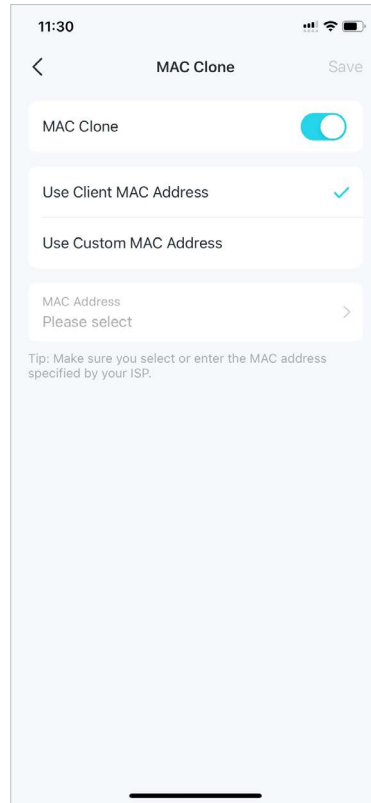 11:30
MAC Clone
Save
MAC Clone
Use Client MAC Address
Use Custom MAC Address
MAC Address
Please select
Tip: Make sure you select or enter the MAC address
specified by your ISP.